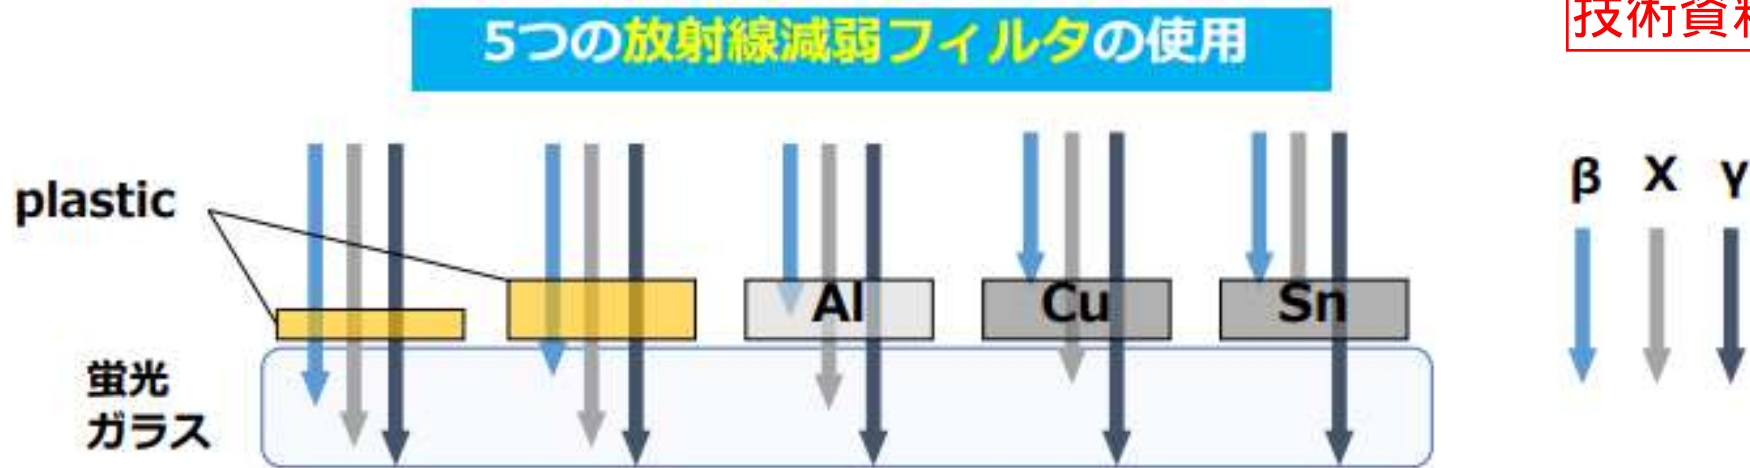 5つの放射線減弱フィルタの使用
技術資料
plastic
β X γ
Al
Cu
Sn
蛍光
ガラス